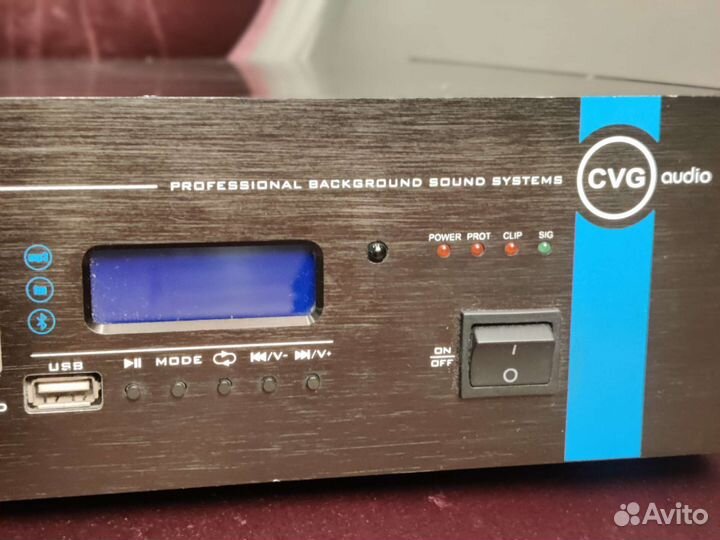 PROFESSIONAL BACKGROUND SOUND SYSTEMS
CVG audio
POWER PROT CLIP SIG
USB MODE /V- /V+
ON
OFF
Avito